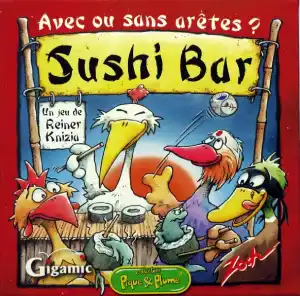 Avec ou sans arêtes ?
Sushi Bar
Un jeu de
Reiner
Knizia
Gigamic
Pique & Plume
Zoch